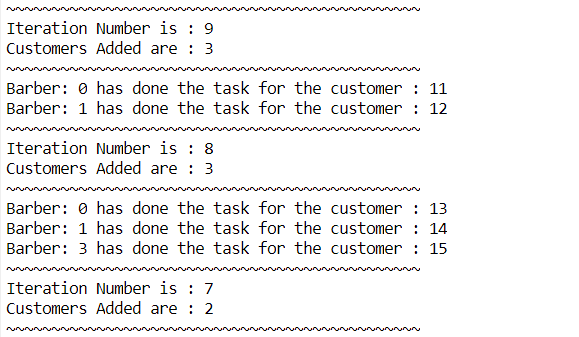 ~~~~~~~~~~~~~~~~~~~~~~~~~~~~~~~~~~~~~~~~~~~~~~
Iteration Number is : 9
Customers Added are : 3
~~~~~~~~~~~~~~~~~~~~~~~~~~~~~~~~~~~~~~~~~~~~~~
Barber: 0 has done the task for the customer : 11
Barber: 1 has done the task for the customer : 12
~~~~~~~~~~~~~~~~~~~~~~~~~~~~~~~~~~~~~~~~~~~~~~
Iteration Number is : 8
Customers Added are : 3
~~~~~~~~~~~~~~~~~~~~~~~~~~~~~~~~~~~~~~~~~~~~~~
Barber: 0 has done the task for the customer : 13
Barber: 1 has done the task for the customer : 14
Barber: 3 has done the task for the customer : 15
~~~~~~~~~~~~~~~~~~~~~~~~~~~~~~~~~~~~~~~~~~~~~~
Iteration Number is : 7
Customers Added are : 2
~~~~~~~~~~~~~~~~~~~~~~~~~~~~~~~~~~~~~~~~~~~~~~